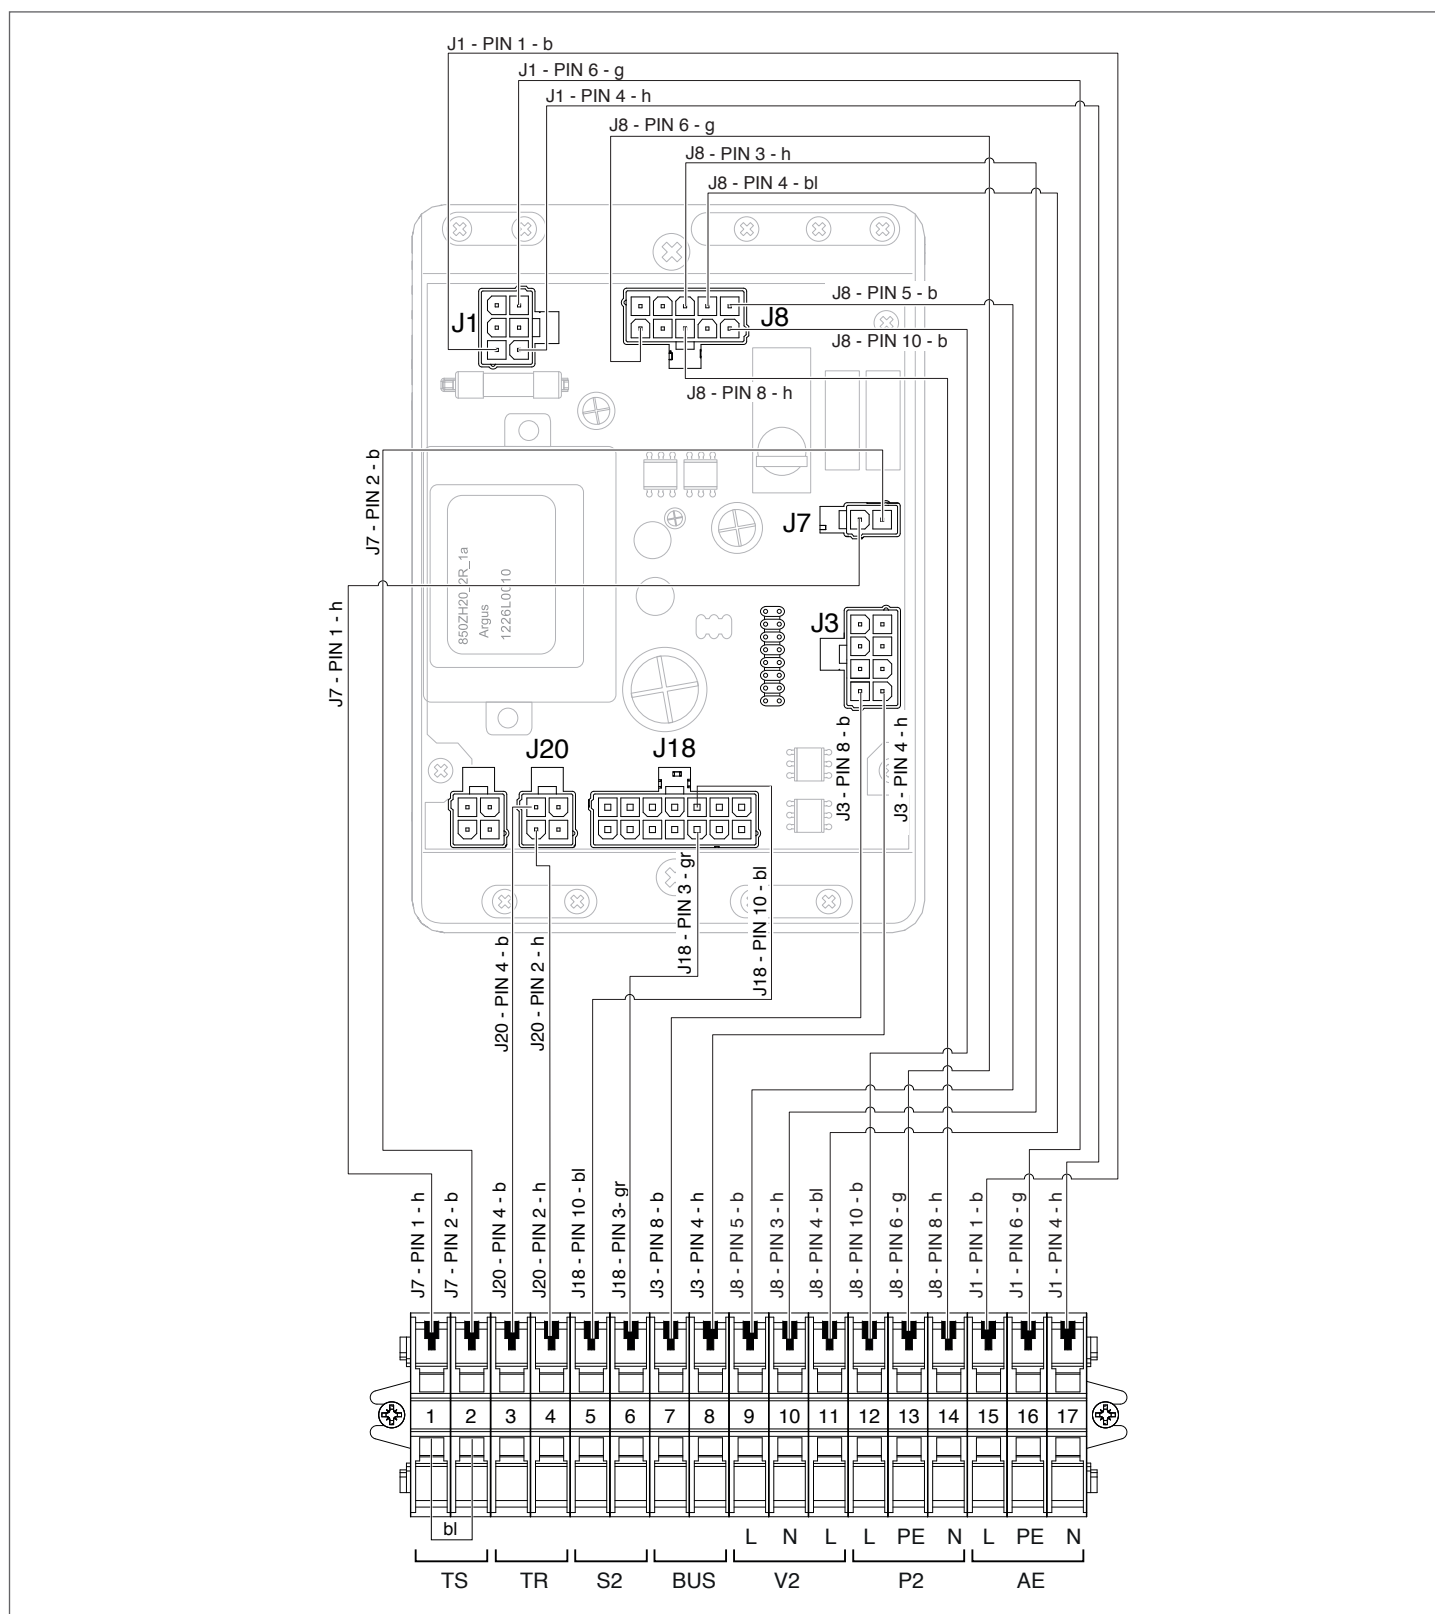 J1 - PIN 1 - b
J1 - PIN 6 - g
J1 - PIN 4 - h
J8 - PIN 6 - g
J8 - PIN 3 - h
J8 - PIN 4 - bl
J8 - PIN 5 - b
J1
J8
J8 - PIN 10 - b
J8 - PIN 8 - h
J7 - PIN 2 - b
J7
850ZH20_2R_1a
Argus
1226L0010
J7 - PIN 1 - h
J3
J3 - PIN 8 - b
J3 - PIN 4 - h
J20
J18
J18 - PIN 3 - gr
J18 - PIN 10 - bl
J20 - PIN 4 - b
J20 - PIN 2 - h
J7 - PIN 1 - h
J7 - PIN 2 - b
J20 - PIN 4 - b
J20 - PIN 2 - h
J18 - PIN 10 - bl
J18 - PIN 3- gr
J3 - PIN 8 - b
J3 - PIN 4 - h
J8 - PIN 5 - b
J8 - PIN 3 - h
J8 - PIN 4 - bl
J8 - PIN 10 - b
J8 - PIN 6 - g
J8 - PIN 8 - h
J1 - PIN 1 - b
J1 - PIN 6 - g
J1 - PIN 4 - h
1 2 3 4 5 6 7 8 9 10 11 12 13 14 15 16 17
bl
L N L L PE N L PE N
TS TR S2 BUS V2 P2 AE